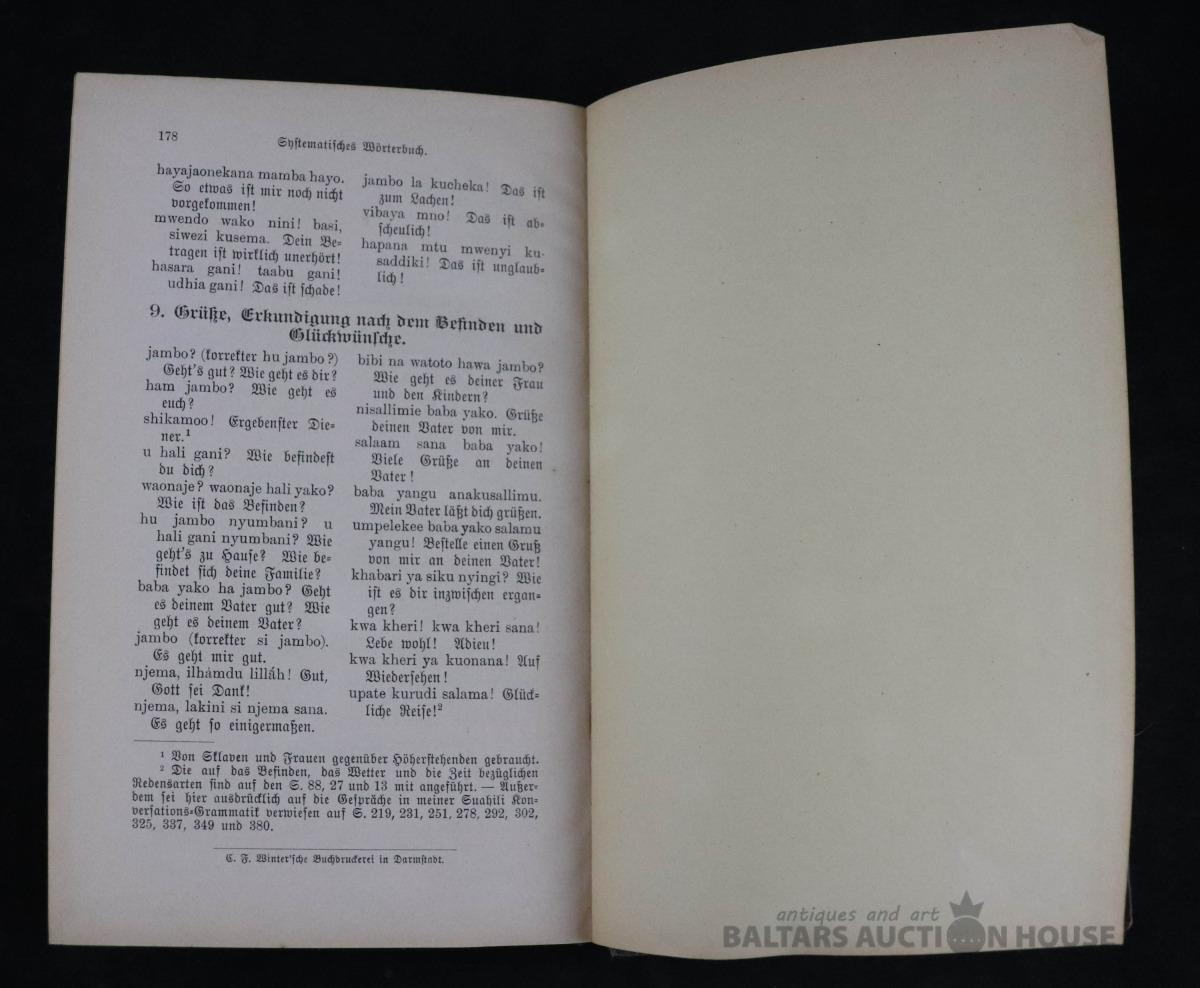 178
Systematisches Wörterbuch.
hayajaonekana mamba hayo.
So etwas ist mir noch nicht
vorgekommen!
mwendo wako nini! basi,
siwezi kusema. Dein Be=
tragen ist wirklich unerhört!
hasara gani! taabu gani!
udhia gani! Das ist schade!
jambo la kucheka! Das ist
zum Lachen!
vibaya mno! Das ist ab=
scheulich!
hapana mtu mwenyi ku-
saddiki! Das ist unglaub=
lich!
9. Grüße, Erkundigung nach dem Befinden und
Glückwünsche.
jambo? (korrekter hu jambo?)
Geht's gut? Wie geht es dir?
ham jambo? Wie geht es
euch?
shikamoo! Ergebenster Die=
ner.¹
u hali gani? Wie befindest
du dich?
waonaje? waonaje hali yako?
Wie ist das Befinden?
hu jambo nyumbani? u
hali gani nyumbani? Wie
geht's zu Hause? Wie be=
findet sich deine Familie?
baba yako ha jambo? Geht
es deinem Vater gut? Wie
geht es deinem Vater?
jambo (korrekter si jambo).
Es geht mir gut.
njema, ilhámdu lilláh! Gut,
Gott sei Dank!
njema, lakini si njema sana.
Es geht so einigermaßen.
bibi na watoto hawa jambo?
Wie geht es deiner Frau
und den Kindern?
nisallimie baba yako. Grüße
deinen Vater von mir.
salaam sana baba yako!
Viele Grüße an deinen
Vater!
baba yangu anakusallimu.
Mein Vater läßt dich grüßen.
umpelekee baba yako salamu
yangu! Bestelle einen Gruß
von mir an deinen Vater!
khabari ya siku nyingi? Wie
ist es dir inzwischen ergan=
gen?
kwa kheri! kwa kheri sana!
Lebe wohl! Adieu!
kwa kheri ya kuonana! Auf
Wiedersehen!
upate kurudi salama! Glück=
liche Reise!²
¹ Von Sklaven und Frauen gegenüber Höherstehenden gebraucht.
² Die auf das Befinden, das Wetter und die Zeit bezüglichen
Redensarten sind auf den S. 88, 27 und 13 mit angeführt. — Außer=
dem sei hier ausdrücklich auf die Gespräche in meiner Suahili Kon=
versations=Grammatik verwiesen auf S. 219, 231, 251, 278, 292, 302,
325, 337, 349 und 380.
C. F. Winter'sche Buchdruckerei in Darmstadt.
antiques and art
BALTARS AUCTION HOUSE